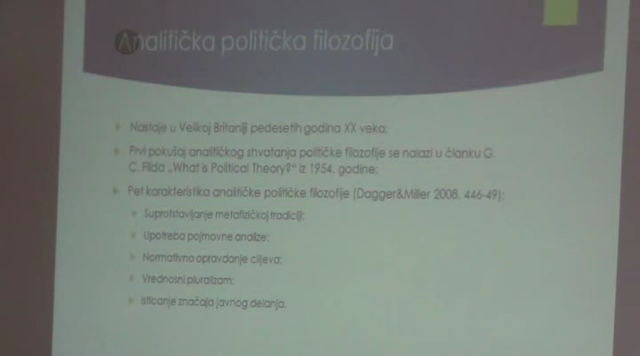 Analitička politička filozofija
Nastaje u Velikoj Britaniji pedesetih godina XX veka;
Prvi pokušaj analitičkog shvatanja političke filozofije se nalazi u članku G.
C. Filda „What is Political Theory?“ iz 1954. godine;
Pet karakteristika analitičke političke filozofije (Dagger&Miller 2008, 446-49):
Suprotstavljanje metafizičkoj tradiciji;
Upotreba pojmovne analize;
Normativno opravdanje ciljeva;
Vrednosni pluralizam;
Isticanje značaja javnog delanja.